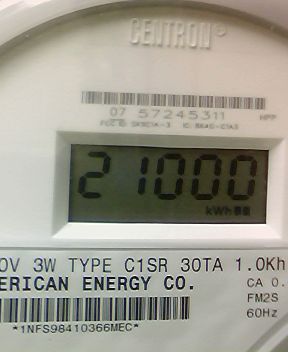 CENTRON®
07 57245311
HPP
21000
kWh
0V 3W TYPE C1SR 30TA 1.0Kh
ERICAN ENERGY CO.
CA 0.
FM2S
60Hz
*1NFS98410366MEC*